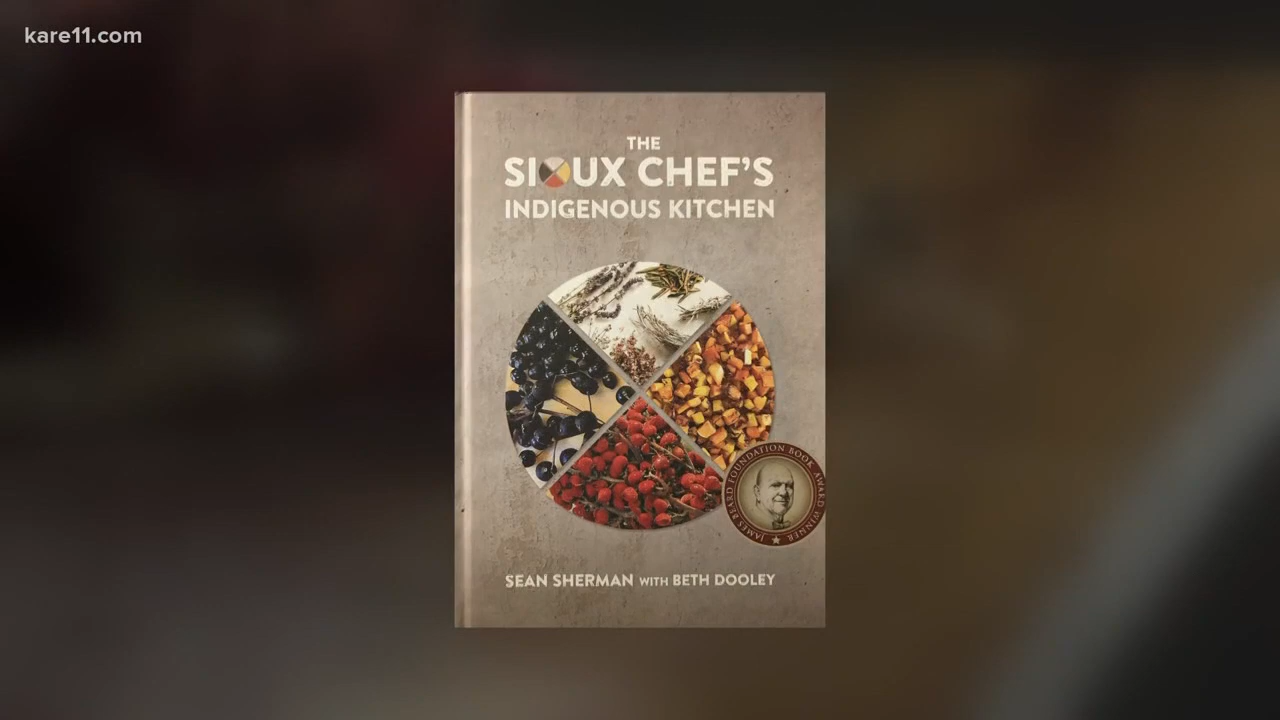 kare11.com
THE
SIOUX CHEF'S
INDIGENOUS KITCHEN
JAMES BEARD FOUNDATION BOOK AWARD WINNER
SEAN SHERMAN WITH BETH DOOLEY